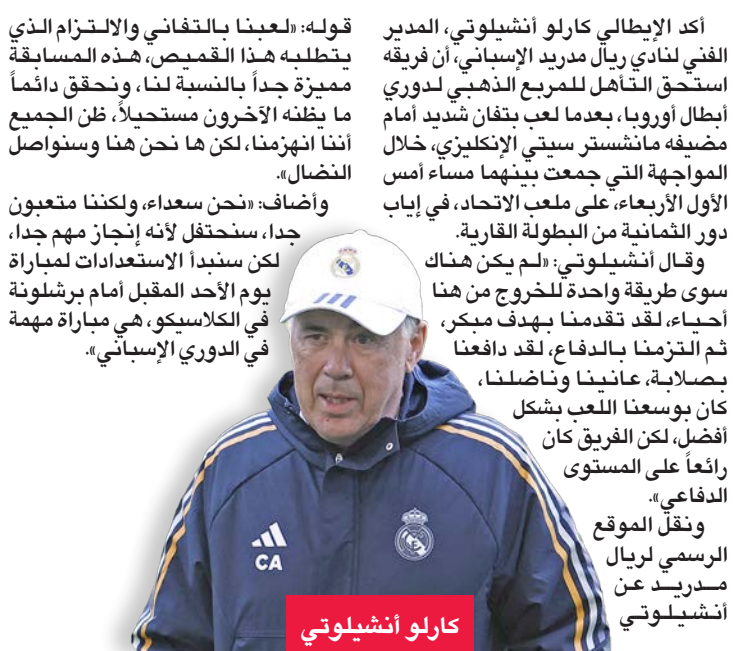 أكد الإيطالي كارلو أنشيلوتي، المدير
الفني لنادي ريال مدريد الإسباني، أن فريقه
استحق التأهل للمربع الذهبي لدوري
أبطال أوروبا، بعدما لعب بتفان شديد أمام
مضيفه مانشستر سيتي الإنكليزي، خلال
المواجهة التي جمعت بينهما مساء أمس
الأول الأربعاء، على ملعب الاتحاد، في إياب
دور الثمانية من البطولة القارية.
وقال أنشيلوتي: «لم يكن هناك
سوى طريقة واحدة للخروج من هنا
أحياء، لقد تقدمنا بهدف مبكر،
ثم التزمنا بالدفاع، لقد دافعنا
بصلابة، عانينا وناضلنا،
كان بوسعنا اللعب بشكل
أفضل، لكن الفريق كان
رائعاً على المستوى
الدفاعي».
ونقل الموقع
الرسمي لريال
مدريد عن
أنشيلوتي
قوله: «لعبنا بالتفاني والالتزام الذي
يتطلبه هذا القميص، هذه المسابقة
مميزة جداً بالنسبة لنا، ونحقق دائماً
ما يظنه الآخرون مستحيلاً، ظن الجميع
أننا انهزمنا، لكن ها نحن هنا وسنواصل
النضال».
وأضاف: «نحن سعداء، ولكننا متعبون
جدا، سنحتفل لأنه إنجاز مهم جدا،
لكن سنبدأ الاستعدادات لمباراة
يوم الأحد المقبل أمام برشلونة
في الكلاسيكو، هي مباراة مهمة
في الدوري الإسباني».
CA
كارلو أنشيلوتي